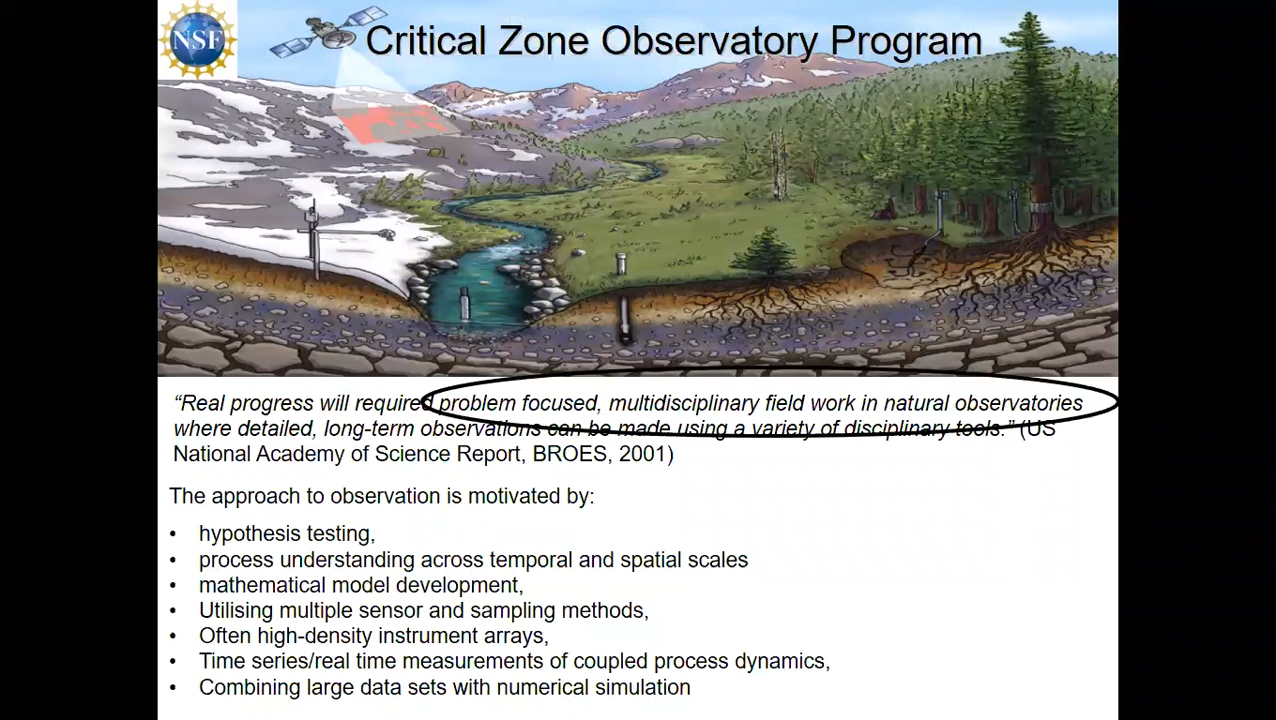 NSF
Critical Zone Observatory Program
“Real progress will required problem focused, multidisciplinary field work in natural observatories
where detailed, long-term observations can be made using a variety of disciplinary tools.” (US
National Academy of Science Report, BROES, 2001)
The approach to observation is motivated by:
• hypothesis testing,
• process understanding across temporal and spatial scales
• mathematical model development,
• Utilising multiple sensor and sampling methods,
• Often high-density instrument arrays,
• Time series/real time measurements of coupled process dynamics,
• Combining large data sets with numerical simulation